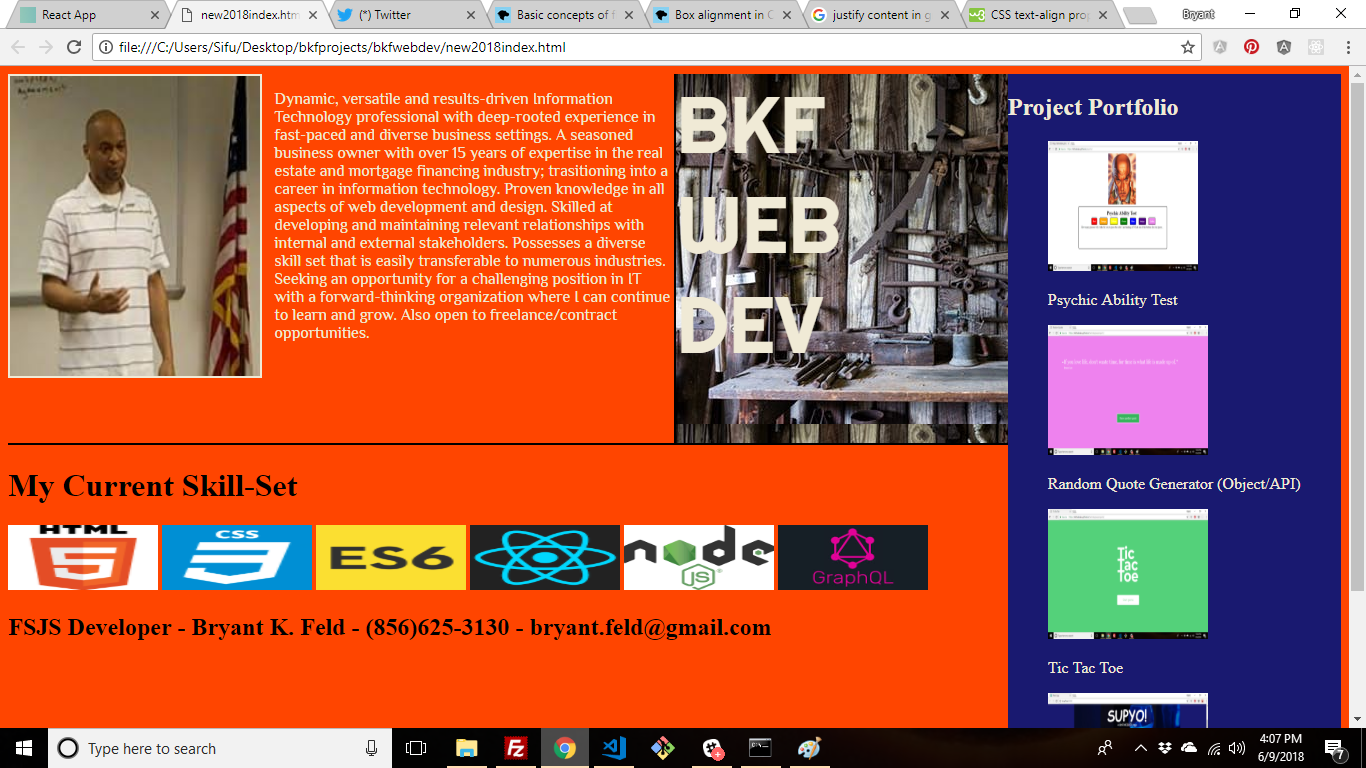 React App
new2018index.htm
(*) Twitter
Basic concepts of f
Box alignment in C
justify content in g
CSS text-align prop
Bryant
file:///C:/Users/Sifu/Desktop/bkfprojects/bkfwebdev/new2018index.html
Dynamic, versatile and results-driven Information
Technology professional with deep-rooted experience in
fast-paced and diverse business settings. A seasoned
business owner with over 15 years of expertise in the real
estate and mortgage financing industry; trasitioning into a
career in information technology. Proven knowledge in all
aspects of web development and design. Skilled at
developing and maintaining relevant relationships with
internal and external stakeholders. Possesses a diverse
skill set that is easily transferable to numerous industries.
Seeking an opportunity for a challenging position in IT
with a forward-thinking organization where I can continue
to learn and grow. Also open to freelance/contract
opportunities.
BKF
WEB
DEV
Project Portfolio
Psychic Ability Test
Psychic Ability Test
Random Quote Generator (Object/API)
Tic
Tac
Toe
Tic Tac Toe
SUPYO!
My Current Skill-Set
HTML
5
CSS
3
ES6
node
JS
GraphQL
FSJS Developer - Bryant K. Feld - (856)625-3130 - bryant.feld@gmail.com
Type here to search
4:07 PM
6/9/2018
7